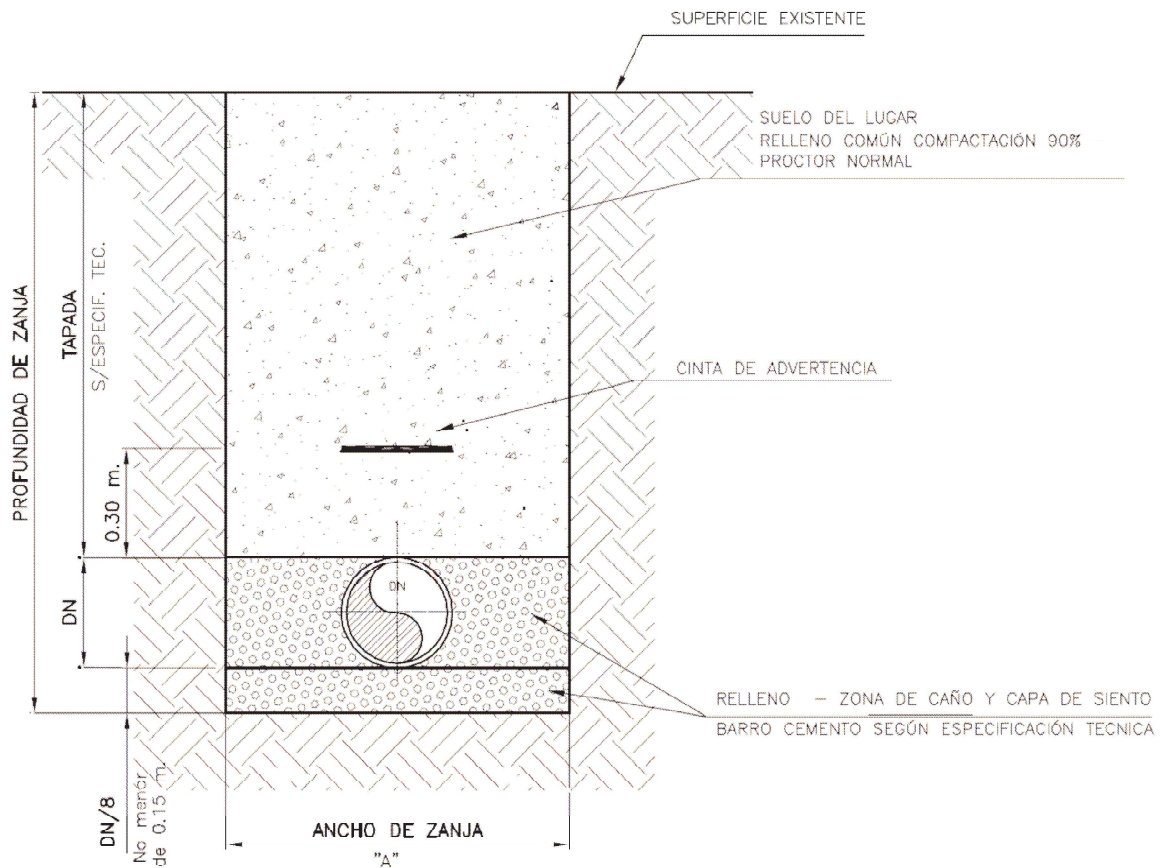 SUPERFICIE EXISTENTE
SUELO DEL LUGAR
RELLENO COMÚN COMPACTACIÓN 90%
PROCTOR NORMAL
CINTA DE ADVERTENCIA
PROFUNDIDAD DE ZANJA
TAPADA
S/ESPECIF. TEC.
0.30 m.
DN
DN
RELLENO – ZONA DE CAÑO Y CAPA DE SIENTO
BARRO CEMENTO SEGÚN ESPECIFICACIÓN TECNICA
DN/8
No menor
de 0.15 m.
ANCHO DE ZANJA
"A"